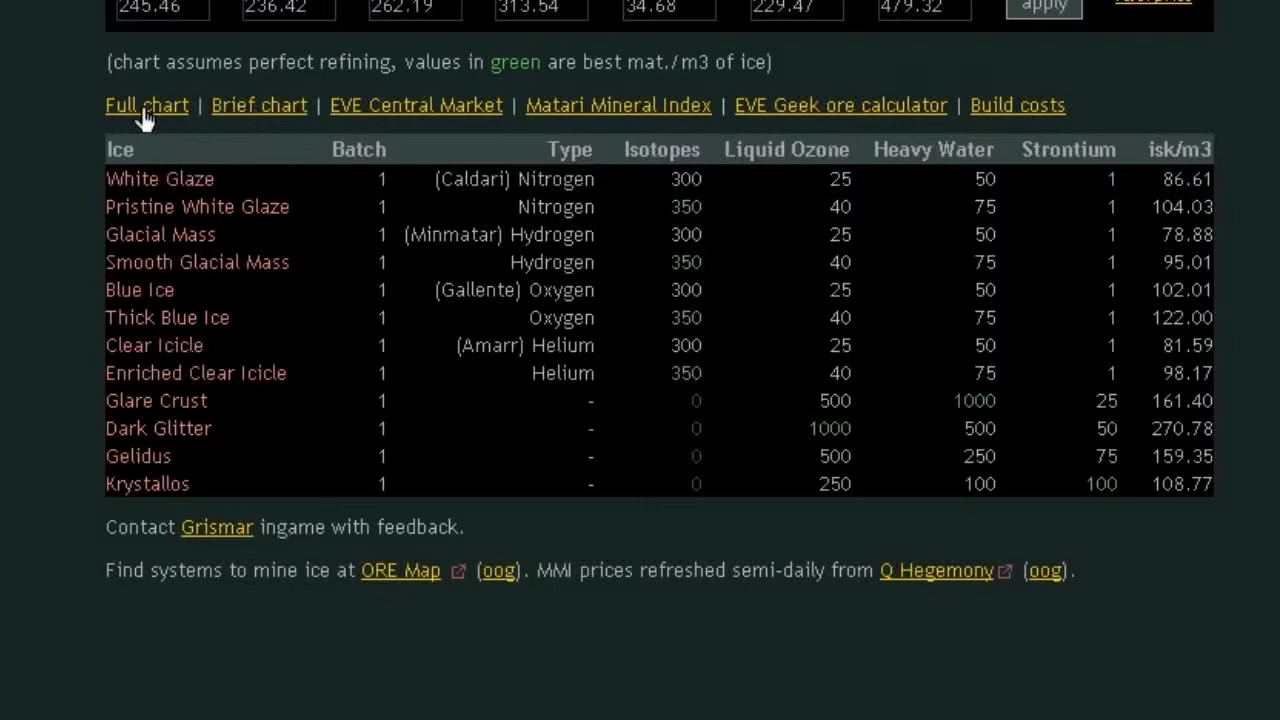 245.46 236.42 262.19 313.54 34.68 229.47 479.32 apply
(chart assumes perfect refining, values in green are best mat./m3 of ice)
Full chart | Brief chart | EVE Central Market | Matari Mineral Index | EVE Geek ore calculator | Build costs
Ice Batch Type Isotopes Liquid Ozone Heavy Water Strontium isk/m3
White Glaze 1 (Caldari) Nitrogen 300 25 50 1 86.61
Pristine White Glaze 1 Nitrogen 350 40 75 1 104.03
Glacial Mass 1 (Minmatar) Hydrogen 300 25 50 1 78.88
Smooth Glacial Mass 1 Hydrogen 350 40 75 1 95.01
Blue Ice 1 (Gallente) Oxygen 300 25 50 1 102.01
Thick Blue Ice 1 Oxygen 350 40 75 1 122.00
Clear Icicle 1 (Amarr) Helium 300 25 50 1 81.59
Enriched Clear Icicle 1 Helium 350 40 75 1 98.17
Glare Crust 1 - 0 500 1000 25 161.40
Dark Glitter 1 - 0 1000 500 50 270.78
Gelidus 1 - 0 500 250 75 159.35
Krystallos 1 - 0 250 100 100 108.77
Contact Grismar ingame with feedback.
Find systems to mine ice at ORE Map (oog). MMI prices refreshed semi-daily from Q Hegemony (oog).